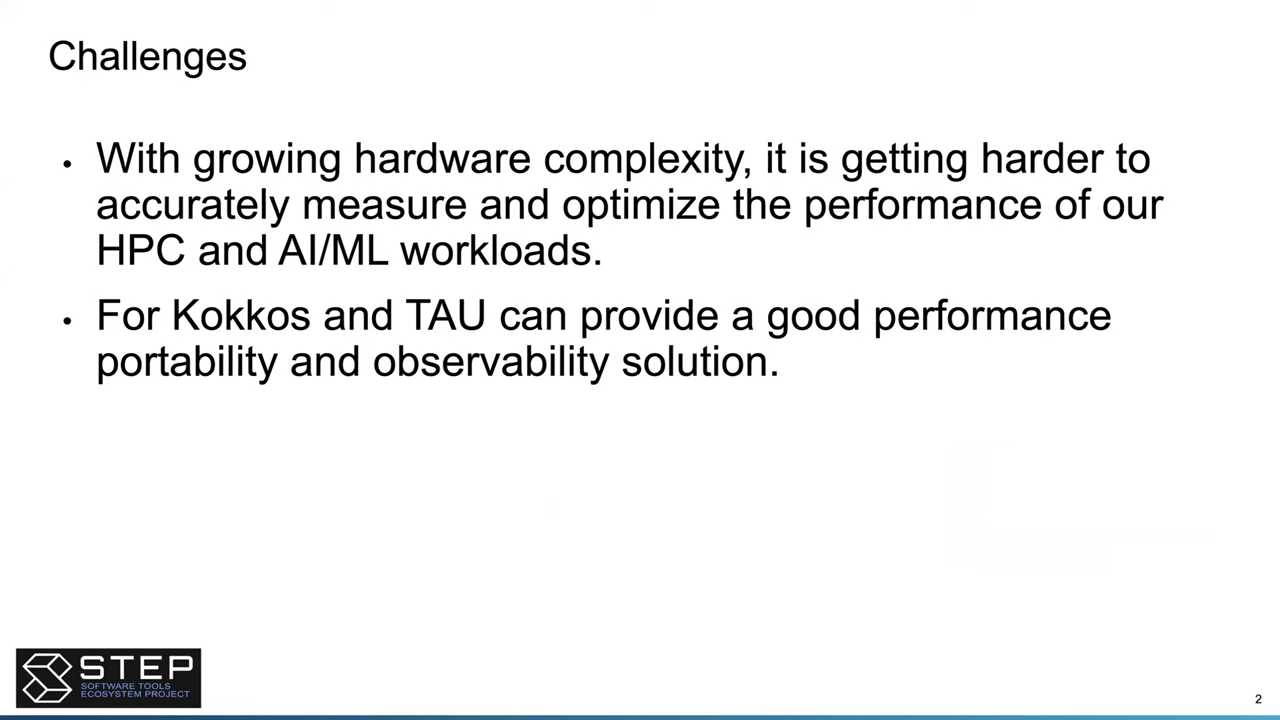 Challenges
• With growing hardware complexity, it is getting harder to
accurately measure and optimize the performance of our
HPC and AI/ML workloads.
• For Kokkos and TAU can provide a good performance
portability and observability solution.
STEP
SOFTWARE TOOLS
ECOSYSTEM PROJECT
2